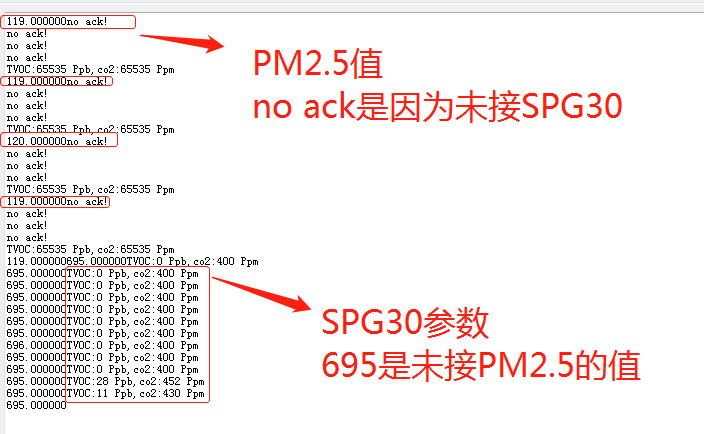 119.000000no ack!
no ack!
no ack!
no ack!
TVOC:65535 Ppb,co2:65535 Ppm
119.000000no ack!
no ack!
no ack!
no ack!
TVOC:65535 Ppb,co2:65535 Ppm
120.000000no ack!
no ack!
no ack!
no ack!
TVOC:65535 Ppb,co2:65535 Ppm
119.000000no ack!
no ack!
no ack!
no ack!
TVOC:65535 Ppb,co2:65535 Ppm
119.000000695.000000TVOC:0 Ppb,co2:400 Ppm
695.000000TVOC:0 Ppb,co2:400 Ppm
695.000000TVOC:0 Ppb,co2:400 Ppm
695.000000TVOC:0 Ppb,co2:400 Ppm
695.000000TVOC:0 Ppb,co2:400 Ppm
695.000000TVOC:0 Ppb,co2:400 Ppm
695.000000TVOC:0 Ppb,co2:400 Ppm
696.000000TVOC:0 Ppb,co2:400 Ppm
695.000000TVOC:0 Ppb,co2:400 Ppm
695.000000TVOC:0 Ppb,co2:400 Ppm
695.000000TVOC:28 Ppb,co2:452 Ppm
695.000000TVOC:11 Ppb,co2:430 Ppm
695.000000
PM2.5值
no ack是因为未接SPG30
SPG30参数
695是未接PM2.5的值